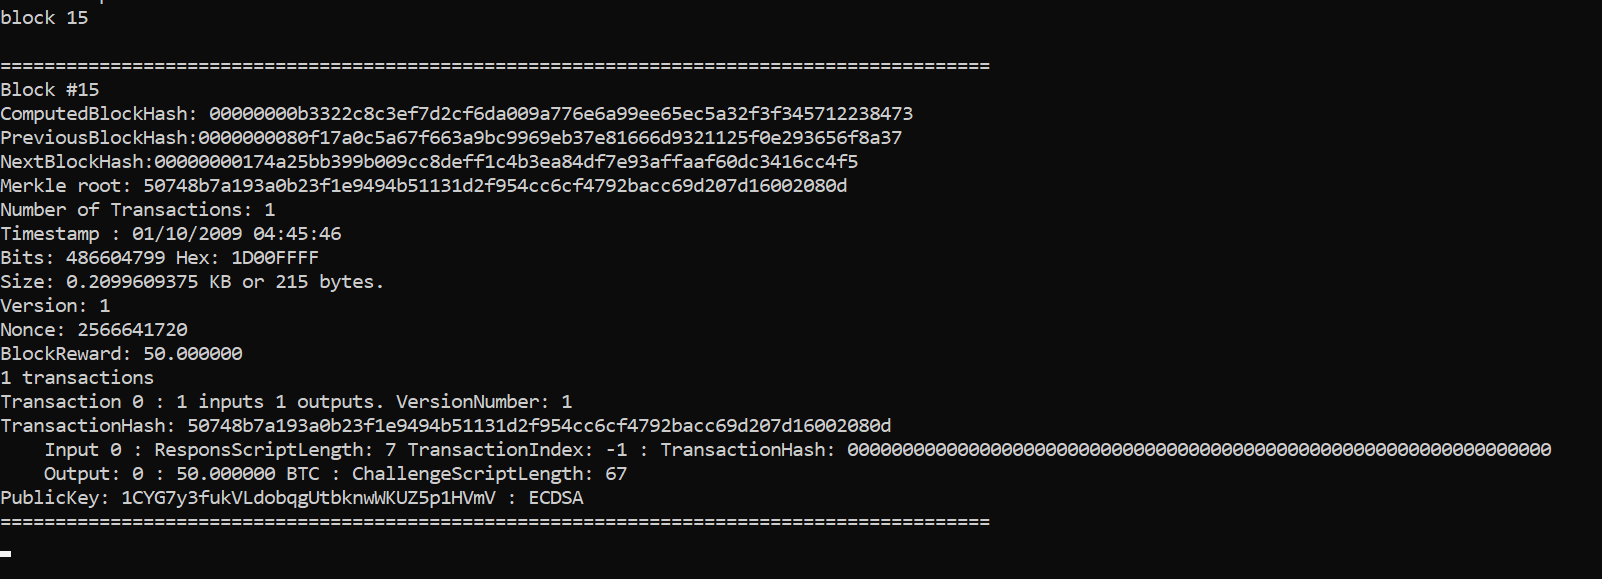 block 15
==========================================================================================
Block #15
ComputedBlockHash: 00000000b3322c8c3ef7d2cf6da009a776e6a99ee65ec5a32f3f345712238473
PreviousBlockHash:0000000080f17a0c5a67f663a9bc9969eb37e81666d9321125f0e293656f8a37
NextBlockHash:00000000174a25bb399b009cc8deff1c4b3ea84df7e93affaaf60dc3416cc4f5
Merkle root: 50748b7a193a0b23f1e9494b51131d2f954cc6cf4792bacc69d207d16002080d
Number of Transactions: 1
Timestamp : 01/10/2009 04:45:46
Bits: 486604799 Hex: 1D00FFFF
Size: 0.2099609375 KB or 215 bytes.
Version: 1
Nonce: 2566641720
BlockReward: 50.000000
1 transactions
Transaction 0 : 1 inputs 1 outputs. VersionNumber: 1
TransactionHash: 50748b7a193a0b23f1e9494b51131d2f954cc6cf4792bacc69d207d16002080d
    Input 0 : ResponsScriptLength: 7 TransactionIndex: -1 : TransactionHash: 0000000000000000000000000000000000000000000000000000000000000000
    Output: 0 : 50.000000 BTC : ChallengeScriptLength: 67
PublicKey: 1CYG7y3fukVLdobqgUtbknwWKUZ5p1HVmV : ECDSA
==========================================================================================